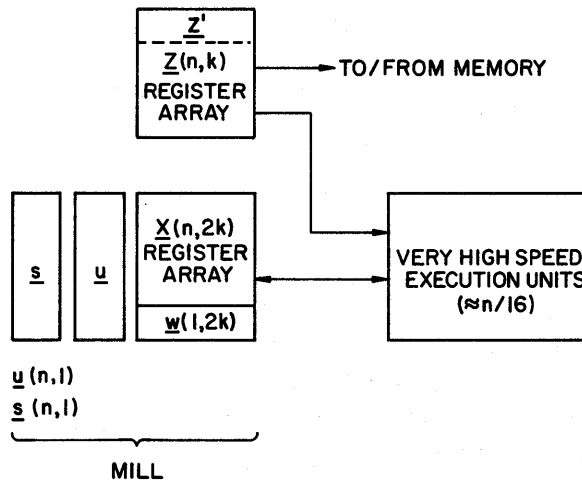 Z'
Z(n,k)
REGISTER
ARRAY
TO/FROM MEMORY
s
u
X(n,2k)
REGISTER
ARRAY
w(1,2k)
VERY HIGH SPEED
EXECUTION UNITS
(≈n/16)
u(n,1)
s(n,1)
MILL